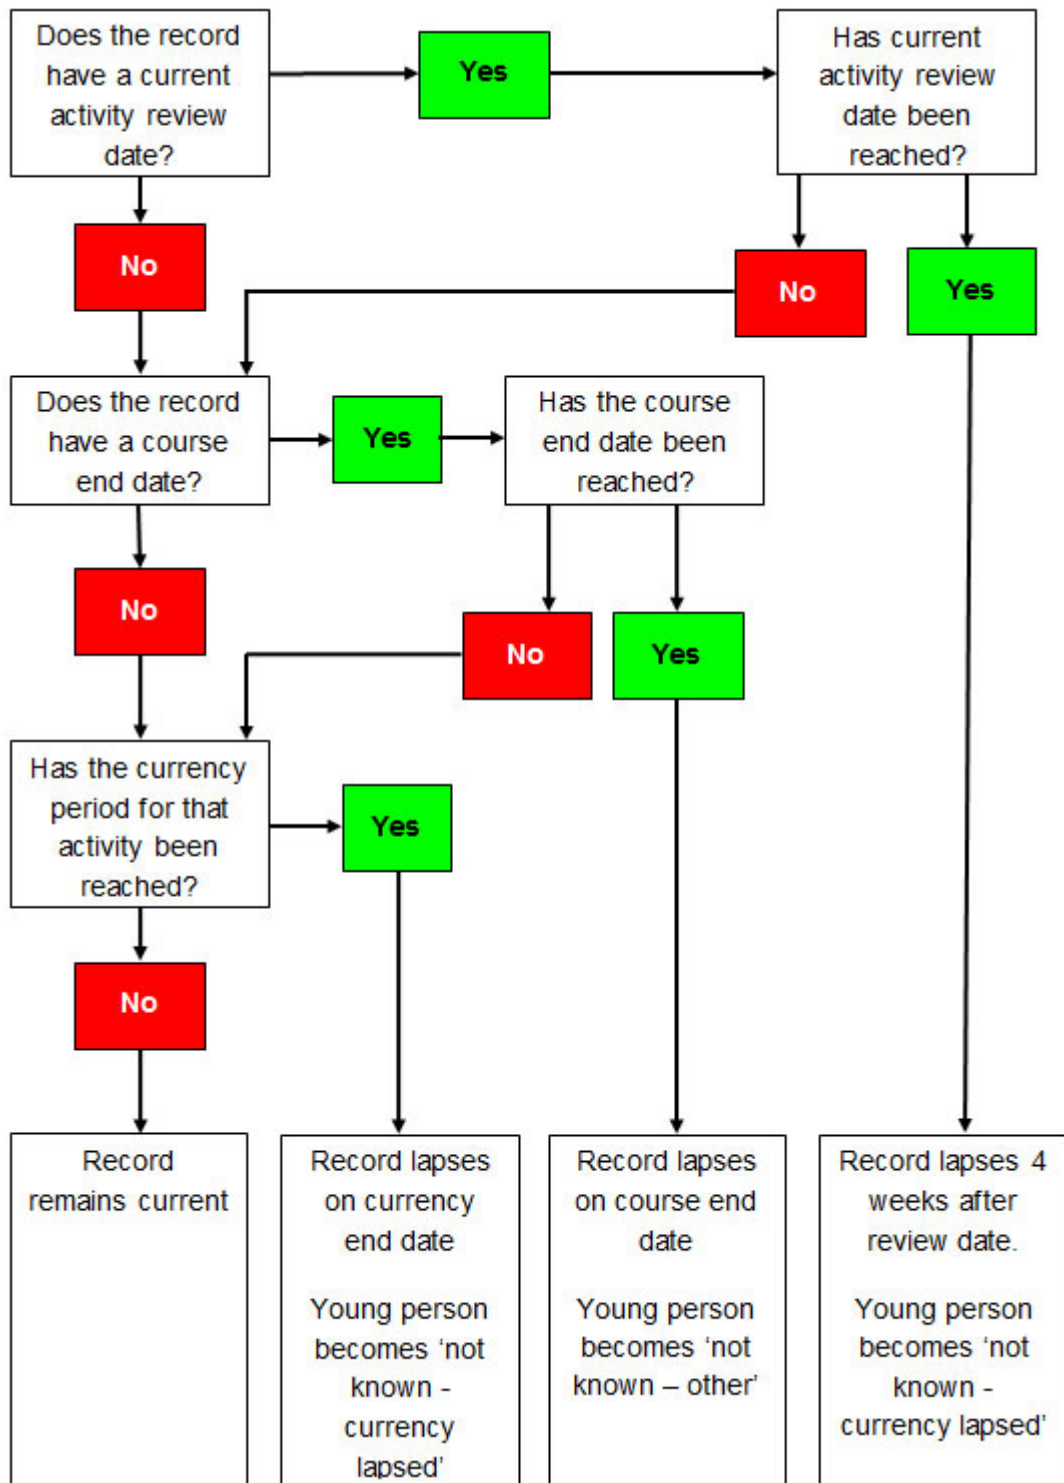 Does the record
have a current
activity review
date?
Yes
Has current
activity review
date been
reached?
No
No
Yes
Does the record
have a course
end date?
Yes
Has the course
end date been
reached?
No
No
Yes
Has the currency
period for that
activity been
reached?
Yes
No
Record
remains current
Record lapses
on currency
end date
Young person
becomes ‘not
known -
currency
lapsed’
Record lapses
on course end
date
Young person
becomes ‘not
known – other’
Record lapses 4
weeks after
review date.
Young person
becomes ‘not
known -
currency lapsed’